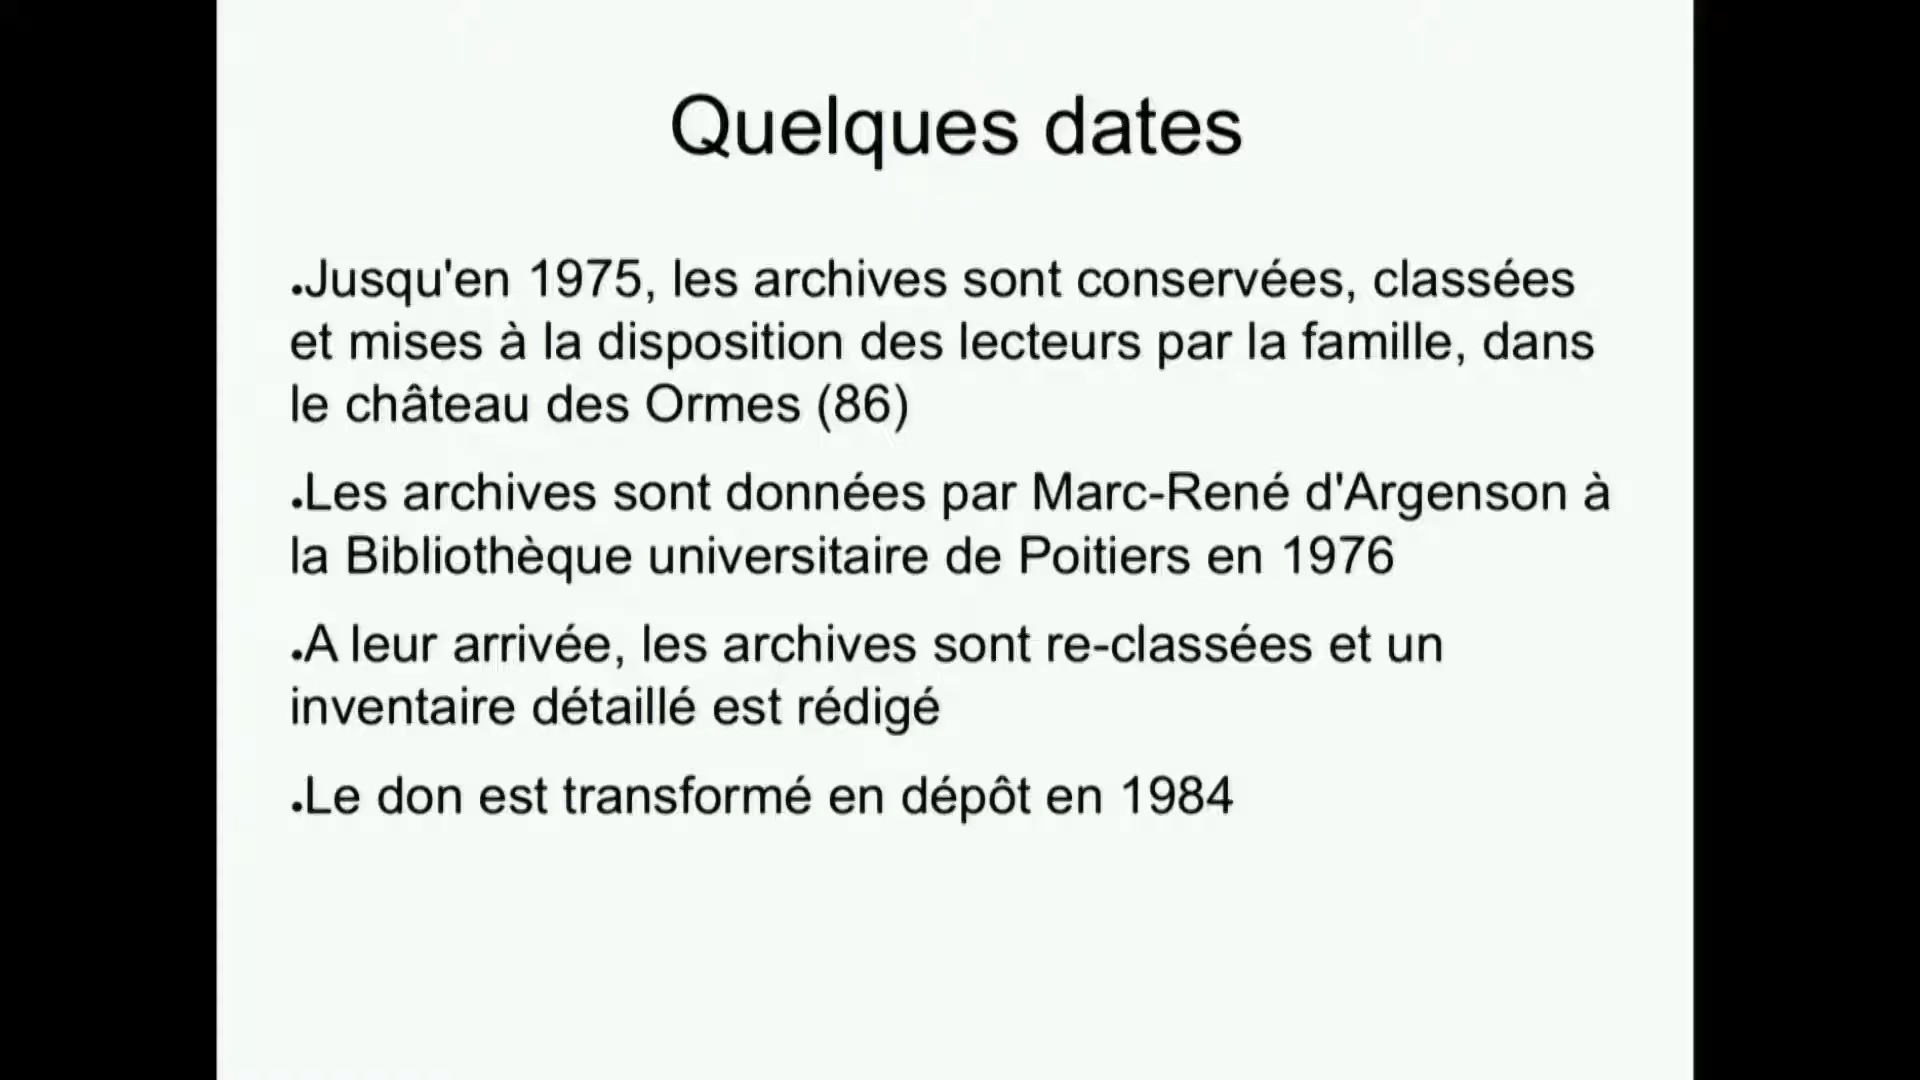 Quelques dates
●Jusqu'en 1975, les archives sont conservées, classées
et mises à la disposition des lecteurs par la famille, dans
le château des Ormes (86)
●Les archives sont données par Marc-René d'Argenson à
la Bibliothèque universitaire de Poitiers en 1976
●A leur arrivée, les archives sont re-classées et un
inventaire détaillé est rédigé
●Le don est transformé en dépôt en 1984